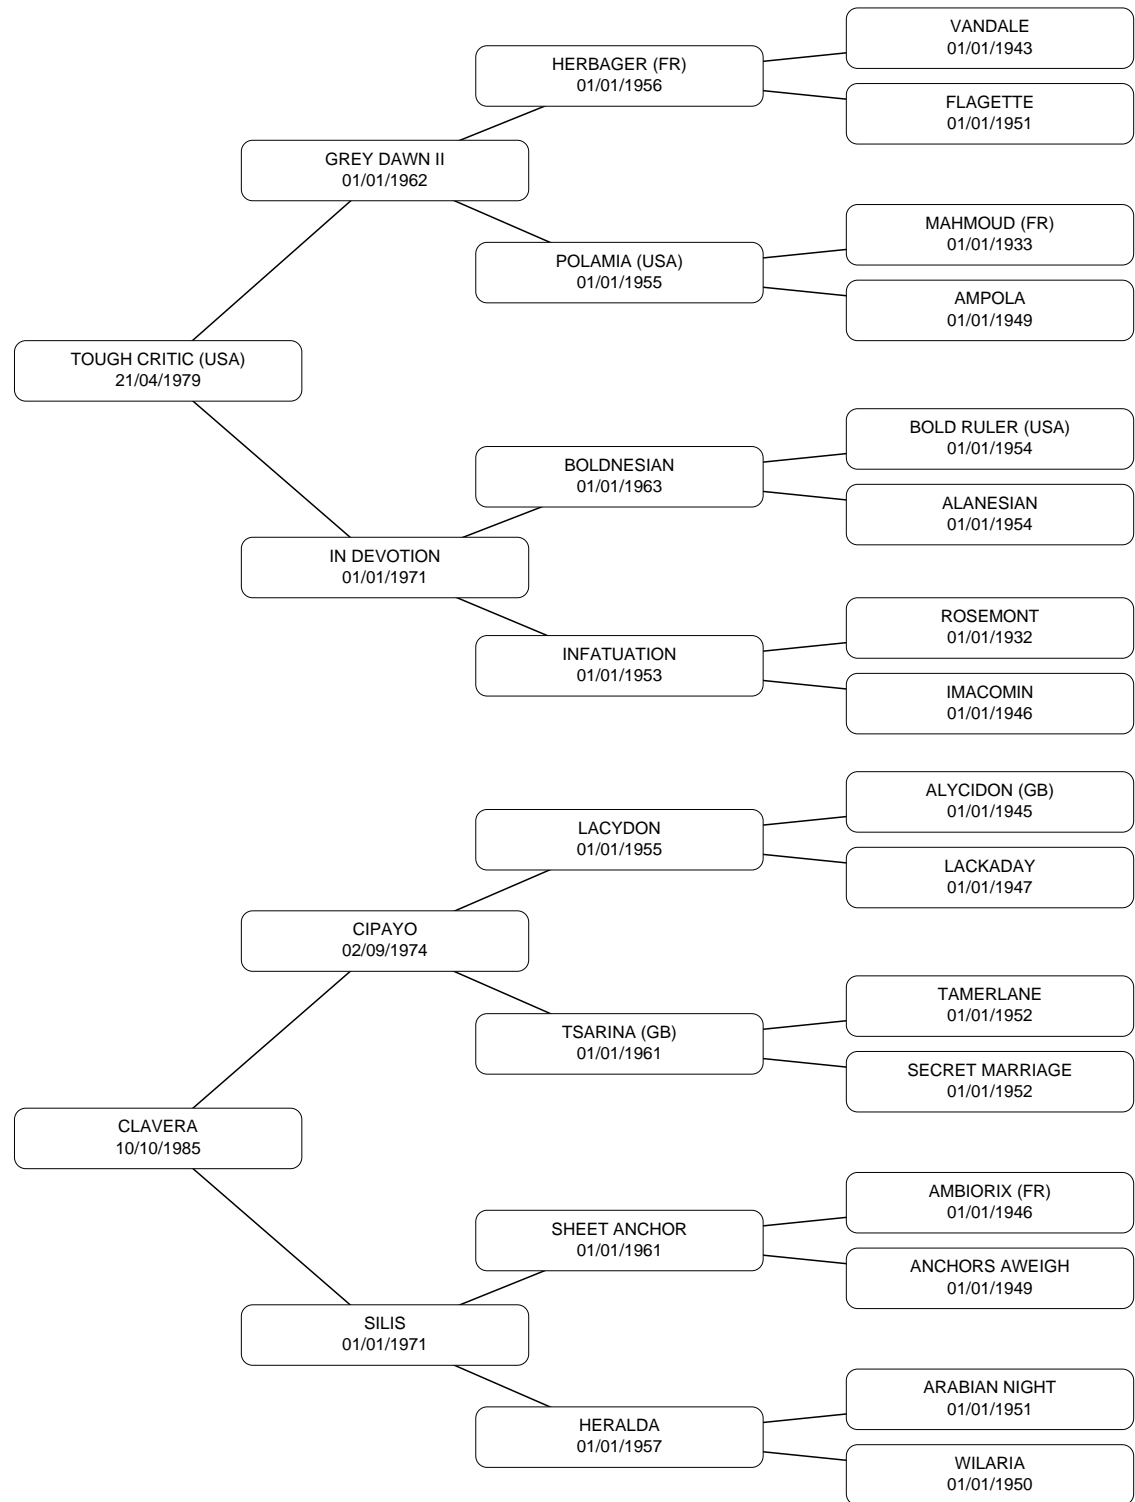 VANDALE
01/01/1943
HERBAGER (FR)
01/01/1956
FLAGETTE
01/01/1951
GREY DAWN II
01/01/1962
MAHMOUD (FR)
01/01/1933
POLAMIA (USA)
01/01/1955
AMPOLA
01/01/1949
TOUGH CRITIC (USA)
21/04/1979
BOLD RULER (USA)
01/01/1954
BOLDNESIAN
01/01/1963
ALANESIAN
01/01/1954
IN DEVOTION
01/01/1971
ROSEMONT
01/01/1932
INFATUATION
01/01/1953
IMACOMIN
01/01/1946
ALYCIDON (GB)
01/01/1945
LACYDON
01/01/1955
LACKADAY
01/01/1947
CIPAYO
02/09/1974
TAMERLANE
01/01/1952
TSARINA (GB)
01/01/1961
SECRET MARRIAGE
01/01/1952
CLAVERA
10/10/1985
AMBIORIX (FR)
01/01/1946
SHEET ANCHOR
01/01/1961
ANCHORS AWEIGH
01/01/1949
SILIS
01/01/1971
ARABIAN NIGHT
01/01/1951
HERALDA
01/01/1957
WILARIA
01/01/1950